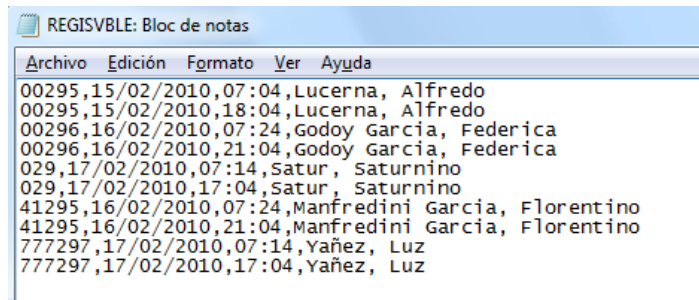 REGISVBLE: Bloc de notas
Archivo Edición Formato Ver Ayuda
00295,15/02/2010,07:04,Lucerna, Alfredo
00295,15/02/2010,18:04,Lucerna, Alfredo
00296,16/02/2010,07:24,Godoy Garcia, Federica
00296,16/02/2010,21:04,Godoy Garcia, Federica
029,17/02/2010,07:14,Satur, Saturnino
029,17/02/2010,17:04,Satur, Saturnino
41295,16/02/2010,07:24,Manfredini Garcia, Florentino
41295,16/02/2010,21:04,Manfredini Garcia, Florentino
777297,17/02/2010,07:14,Yañez, Luz
777297,17/02/2010,17:04,Yañez, Luz